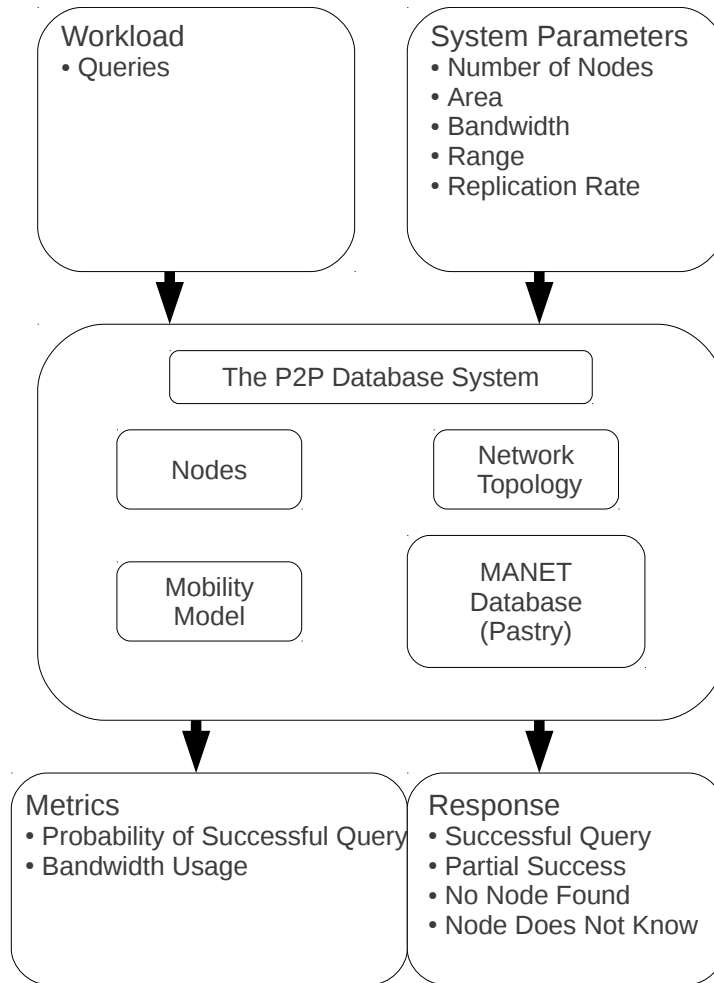 Workload
• Queries
System Parameters
• Number of Nodes
• Area
• Bandwidth
• Range
• Replication Rate
The P2P Database System
Nodes
Network
Topology
Mobility
Model
MANET
Database
(Pastry)
Metrics
• Probability of Successful Query
• Bandwidth Usage
Response
• Successful Query
• Partial Success
• No Node Found
• Node Does Not Know